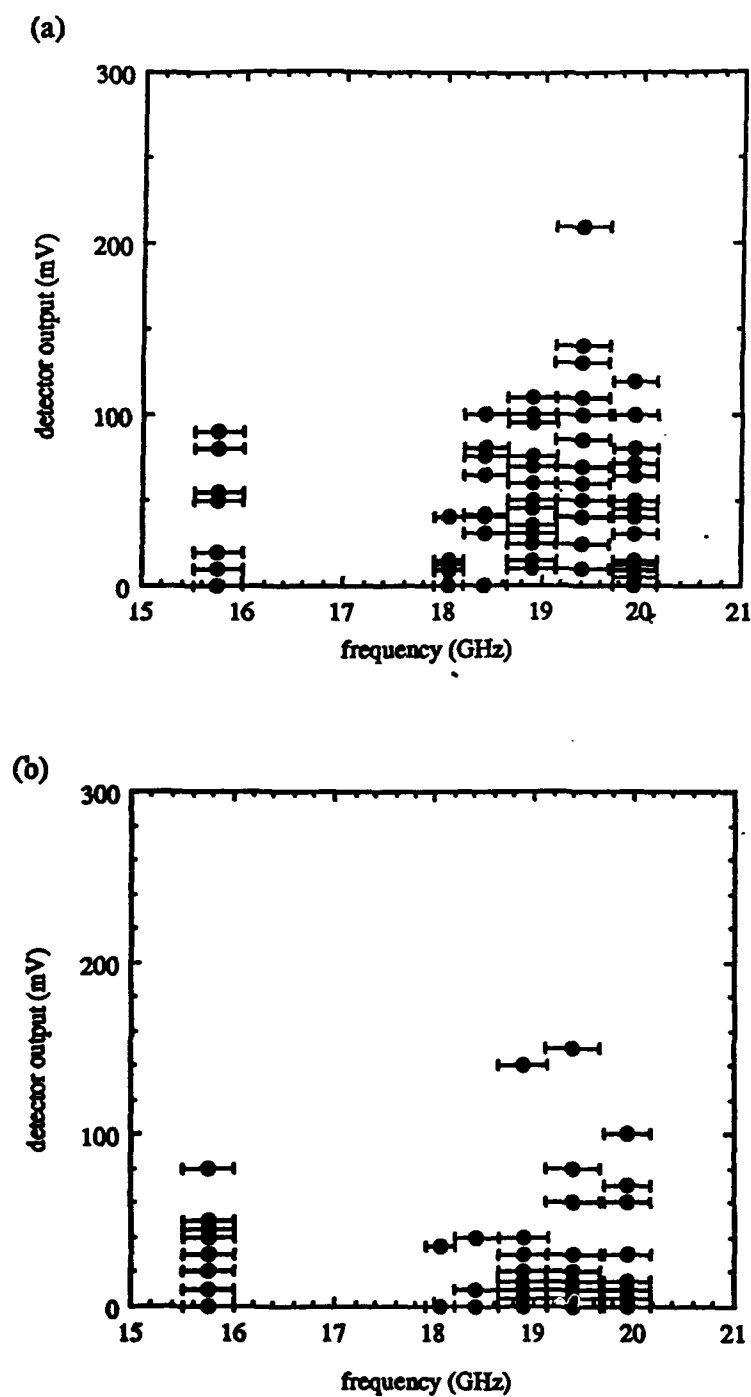 (a)
300
200
100
0
detector output (mV)
15 16 17 18 19 20 21
frequency (GHz)
(b)
300
200
100
0
detector output (mV)
15 16 17 18 19 20 21
frequency (GHz)